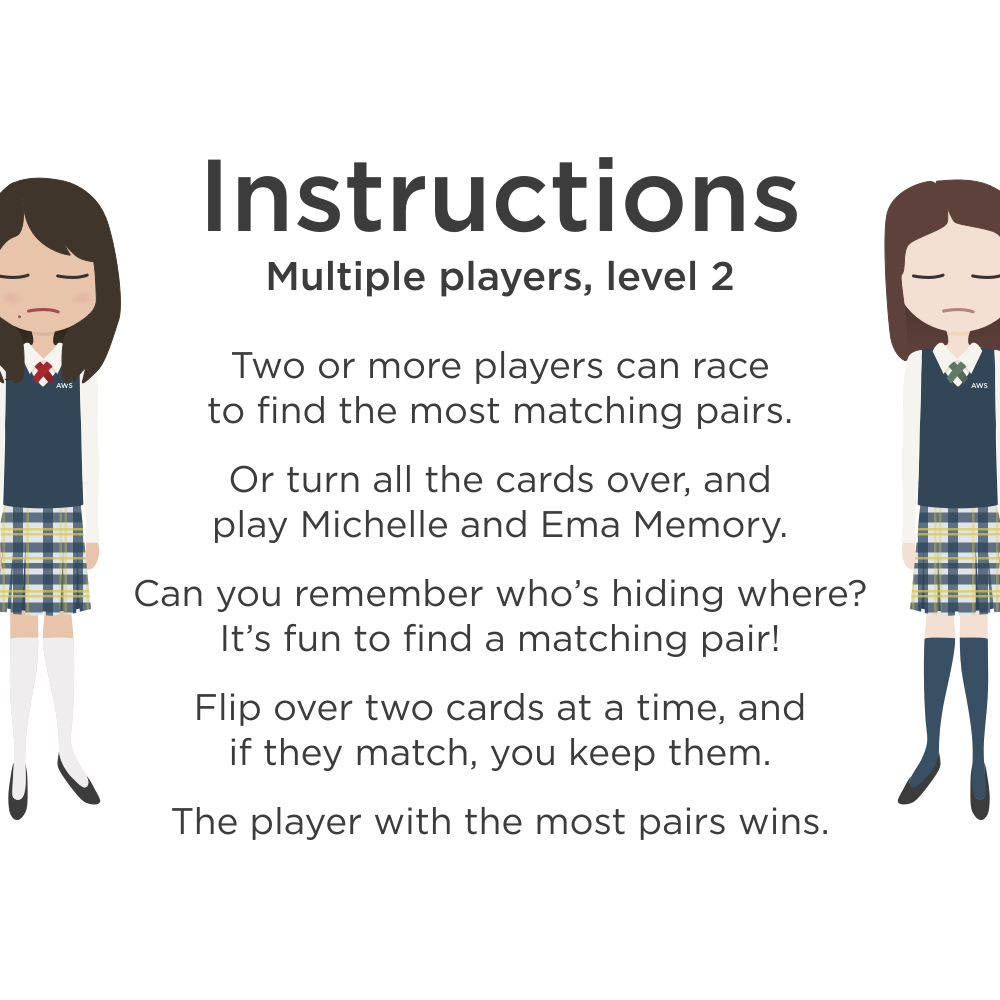 Instructions
Multiple players, level 2
AWS
AWS
Two or more players can race
to find the most matching pairs.
Or turn all the cards over, and
play Michelle and Ema Memory.
Can you remember who’s hiding where?
It’s fun to find a matching pair!
Flip over two cards at a time, and
if they match, you keep them.
The player with the most pairs wins.